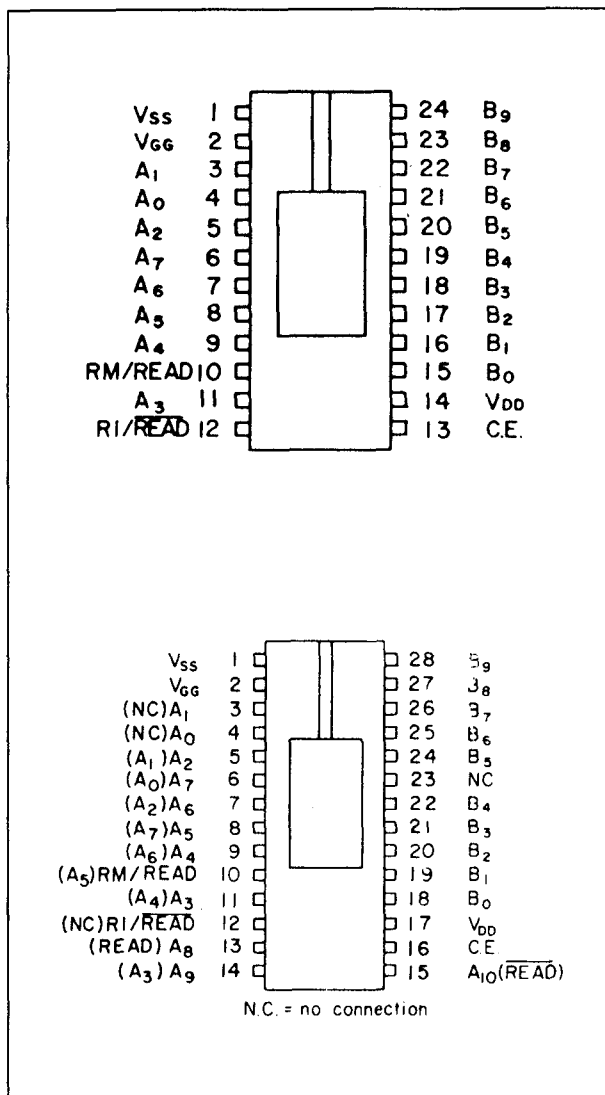 VSS 1 24 B9
VGG 2 23 B8
A1 3 22 B7
A0 4 21 B6
A2 5 20 B5
A7 6 19 B4
A6 7 18 B3
A5 8 17 B2
A4 9 16 B1
RM/READ 10 15 B0
A3 11 14 VDD
RI/R̅E̅A̅D̅ 12 13 C.E.
VSS 1 28 B9
VGG 2 27 B8
(NC)A1 3 26 B7
(NC)A0 4 25 B6
(A1)A2 5 24 B5
(A0)A7 6 23 NC
(A2)A6 7 22 B4
(A7)A5 8 21 B3
(A6)A4 9 20 B2
(A5)RM/READ 10 19 B1
(A4)A3 11 18 B0
(NC)RI/R̅E̅A̅D̅ 12 17 VDD
(READ) A8 13 16 C.E.
(A3) A9 14 15 A10(R̅E̅A̅D̅)
N.C. = no connection